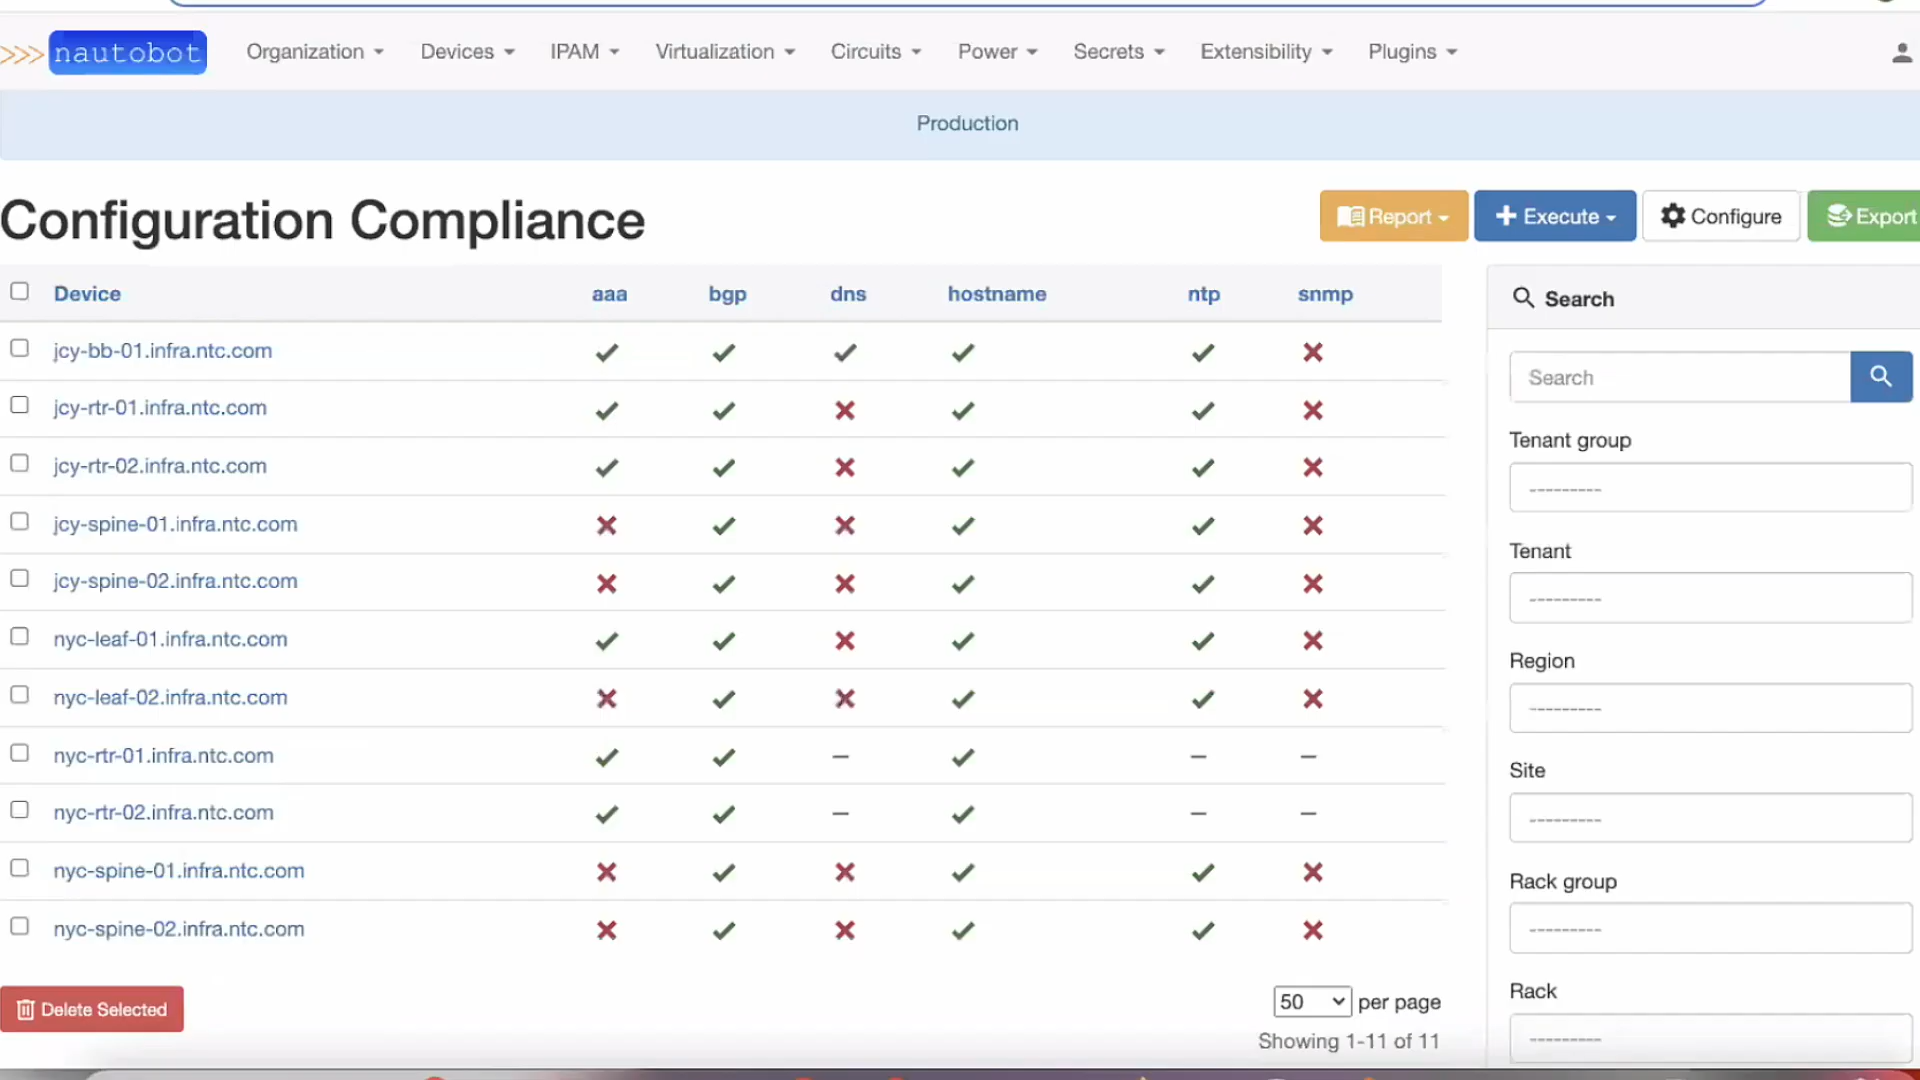 nautobot Organization Devices IPAM Virtualization Circuits Power Secrets Extensibility Plugins
Production
Configuration Compliance
Report Execute Configure Export
Device aaa bgp dns hostname ntp snmp
jcy-bb-01.infra.ntc.com
jcy-rtr-01.infra.ntc.com
jcy-rtr-02.infra.ntc.com
jcy-spine-01.infra.ntc.com
jcy-spine-02.infra.ntc.com
nyc-leaf-01.infra.ntc.com
nyc-leaf-02.infra.ntc.com
nyc-rtr-01.infra.ntc.com — — —
nyc-rtr-02.infra.ntc.com — — —
nyc-spine-01.infra.ntc.com
nyc-spine-02.infra.ntc.com
Delete Selected
50 per page
Showing 1-11 of 11
Search
Search
Tenant group
---------
Tenant
---------
Region
---------
Site
---------
Rack group
---------
Rack
---------